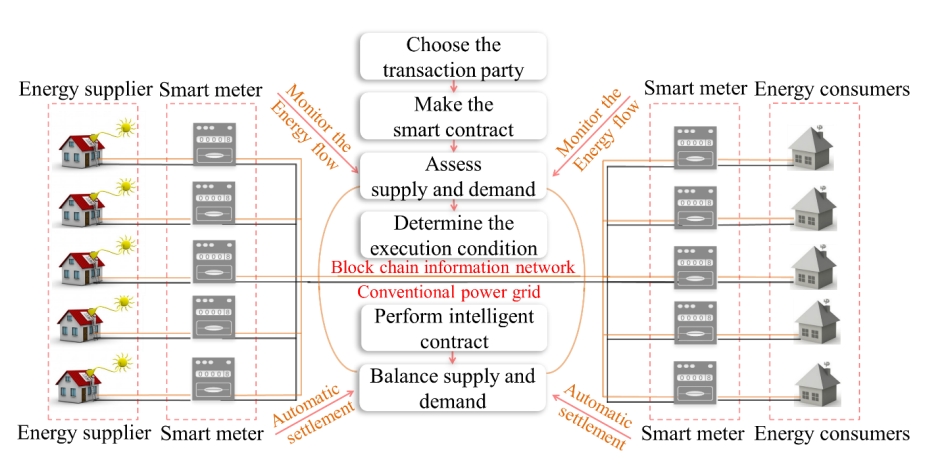 Choose the
transaction party
Energy supplier
Smart meter
Smart meter
Energy consumers
Monitor the
Energy flow
Make the
smart contract
Monitor the
Energy flow
Assess
supply and demand
Determine the
execution condition
Block chain information network
Conventional power grid
Perform intelligent
contract
Balance supply and
demand
Automatic
settlement
Automatic
settlement
Energy supplier
Smart meter
Smart meter
Energy consumers